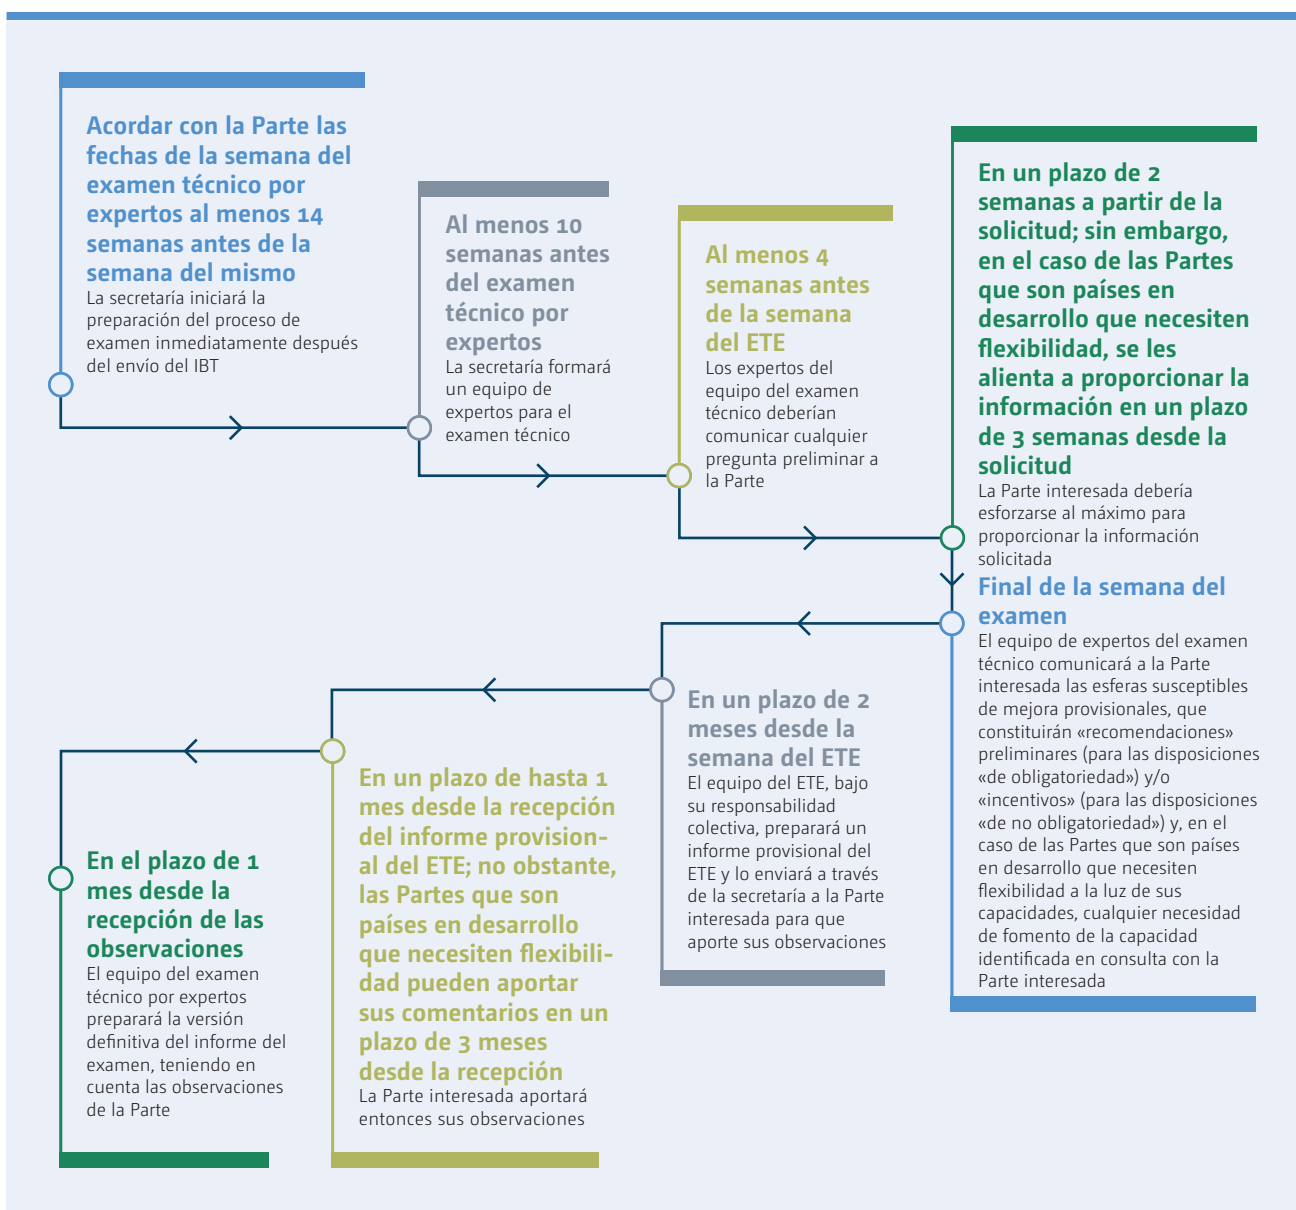 Acordar con la Parte las
fechas de la semana del
examen técnico por
expertos al menos 14
semanas antes de la
semana del mismo
La secretaría iniciará la
preparación del proceso de
examen inmediatamente después
del envío del IBT
Al menos 10
semanas antes
del examen
técnico por
expertos
La secretaría formará
un equipo de
expertos para el
examen técnico
Al menos 4
semanas antes
de la semana
del ETE
Los expertos del
equipo del examen
técnico deberían
comunicar cualquier
pregunta preliminar a
la Parte
En un plazo de 2
semanas a partir de la
solicitud; sin embargo,
en el caso de las Partes
que son países en
desarrollo que necesiten
flexibilidad, se les
alienta a proporcionar la
información en un plazo
de 3 semanas desde la
solicitud
La Parte interesada debería
esforzarse al máximo para
proporcionar la información
solicitada
Final de la semana del
examen
El equipo de expertos del examen
técnico comunicará a la Parte
interesada las esferas susceptibles
de mejora provisionales, que
constituirán «recomendaciones»
preliminares (para las disposiciones
«de obligatoriedad») y/o
«incentivos» (para las disposiciones
«de no obligatoriedad») y, en el
caso de las Partes que son países
en desarrollo que necesiten
flexibilidad a la luz de sus
capacidades, cualquier necesidad
de fomento de la capacidad
identificada en consulta con la
Parte interesada
En un plazo de 2
meses desde la
semana del ETE
El equipo del ETE, bajo
su responsabilidad
colectiva, preparará un
informe provisional del
ETE y lo enviará a través
de la secretaría a la Parte
interesada para que
aporte sus observaciones
En un plazo de hasta 1
mes desde la recepción
del informe provision-
al del ETE; no obstante,
las Partes que son
países en desarrollo
que necesiten flexibili-
dad pueden aportar
sus comentarios en un
plazo de 3 meses
desde la recepción
La Parte interesada aportará
entonces sus observaciones
En el plazo de 1
mes desde la
recepción de las
observaciones
El equipo del examen
técnico por expertos
preparará la versión
definitiva del informe del
examen, teniendo en
cuenta las observaciones
de la Parte